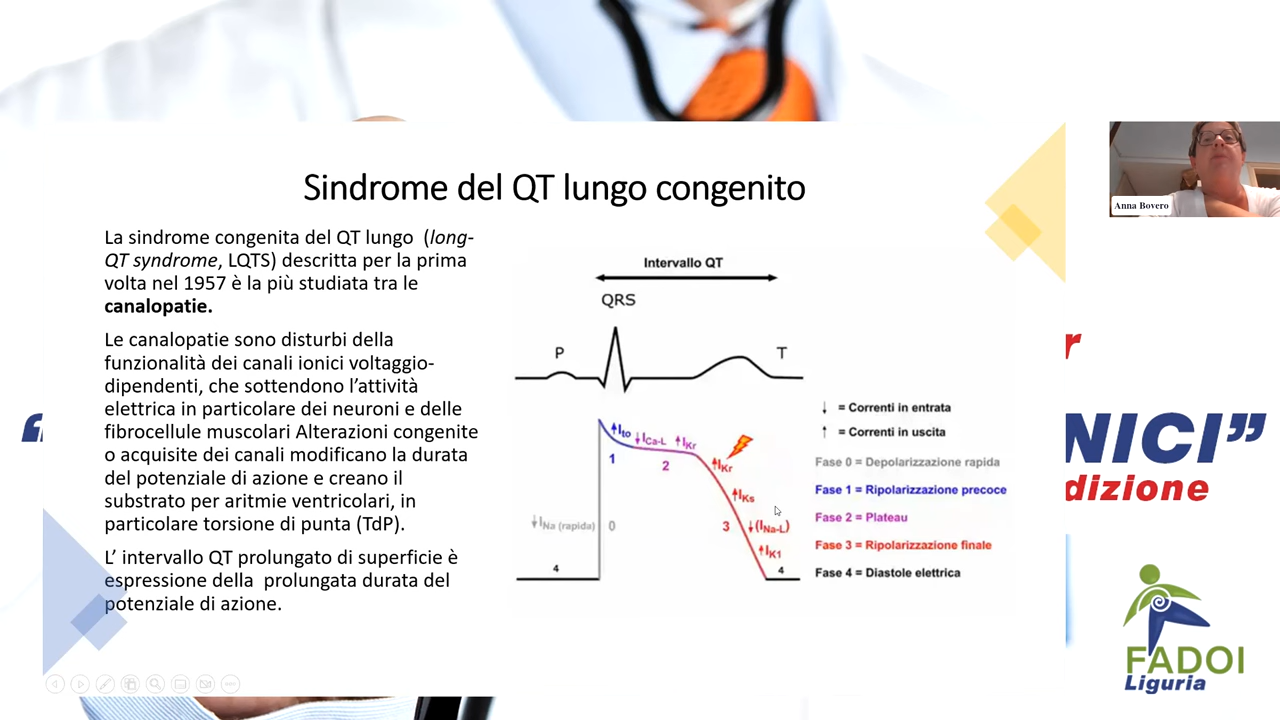 Sindrome del QT lungo congenito
La sindrome congenita del QT lungo (long-
QT syndrome, LQTS) descritta per la prima
volta nel 1957 è la più studiata tra le
canalopatie.
Le canalopatie sono disturbi della
funzionalità dei canali ionici voltaggio-
dipendenti, che sottendono l’attività
elettrica in particolare dei neuroni e delle
fibrocellule muscolari Alterazioni congenite
o acquisite dei canali modificano la durata
del potenziale di azione e creano il
substrato per aritmie ventricolari, in
particolare torsione di punta (TdP).
L’ intervallo QT prolungato di superficie è
espressione della prolungata durata del
potenziale di azione.
Intervallo QT
QRS
P
T
↑Ito ↓ICa-L ↑IKr
1
2
↑IKr
↑IKs
↓INa (rapida)
0
3
↓(INa-L)
↑IK1
4
4
↓ = Correnti in entrata
↑ = Correnti in uscita
Fase 0 = Depolarizzazione rapida
Fase 1 = Ripolarizzazione precoce
Fase 2 = Plateau
Fase 3 = Ripolarizzazione finale
Fase 4 = Diastole elettrica
Anna Bovero
r
“
NICI”
dizione
FADOI
Liguria